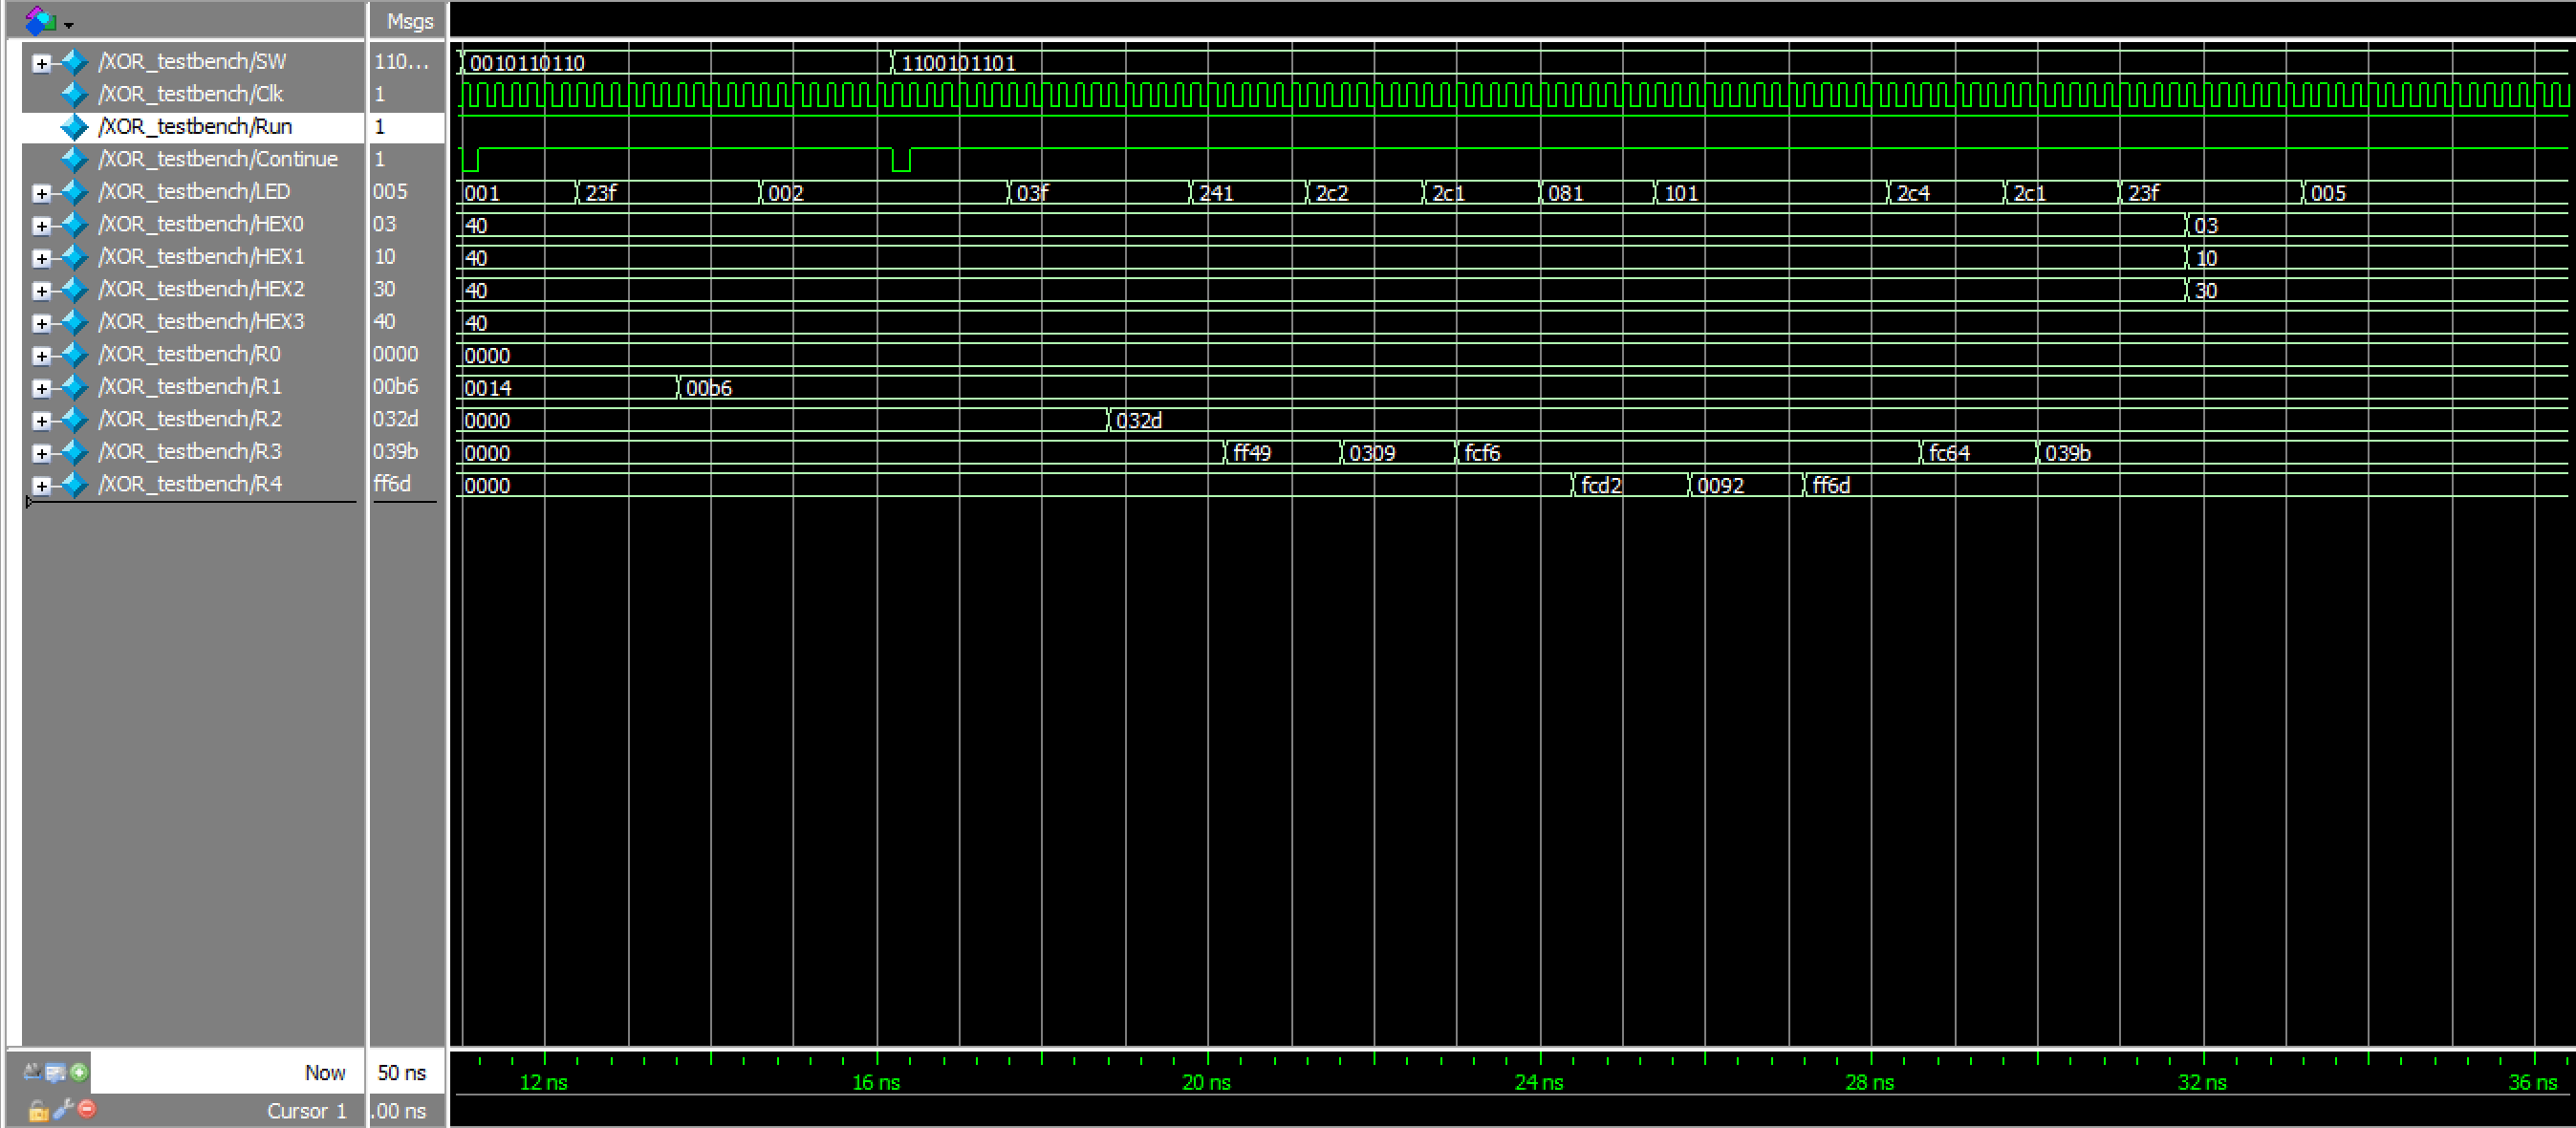 Msgs
/XOR_testbench/SW 110... 0010110110 1100101101
/XOR_testbench/Clk 1
/XOR_testbench/Run 1
/XOR_testbench/Continue 1
/XOR_testbench/LED 005 001 23f 002 03f 241 2c2 2c1 081 101 2c4 2c1 23f 005
/XOR_testbench/HEX0 03 40 03
/XOR_testbench/HEX1 10 40 10
/XOR_testbench/HEX2 30 40 30
/XOR_testbench/HEX3 40 40
/XOR_testbench/R0 0000 0000
/XOR_testbench/R1 00b6 0014 00b6
/XOR_testbench/R2 032d 0000 032d
/XOR_testbench/R3 039b 0000 ff49 0309 fcf6 fc64 039b
/XOR_testbench/R4 ff6d 0000 fcd2 0092 ff6d
Now 50 ns 12 ns 16 ns 20 ns 24 ns 28 ns 32 ns 36 ns
Cursor 1 .00 ns